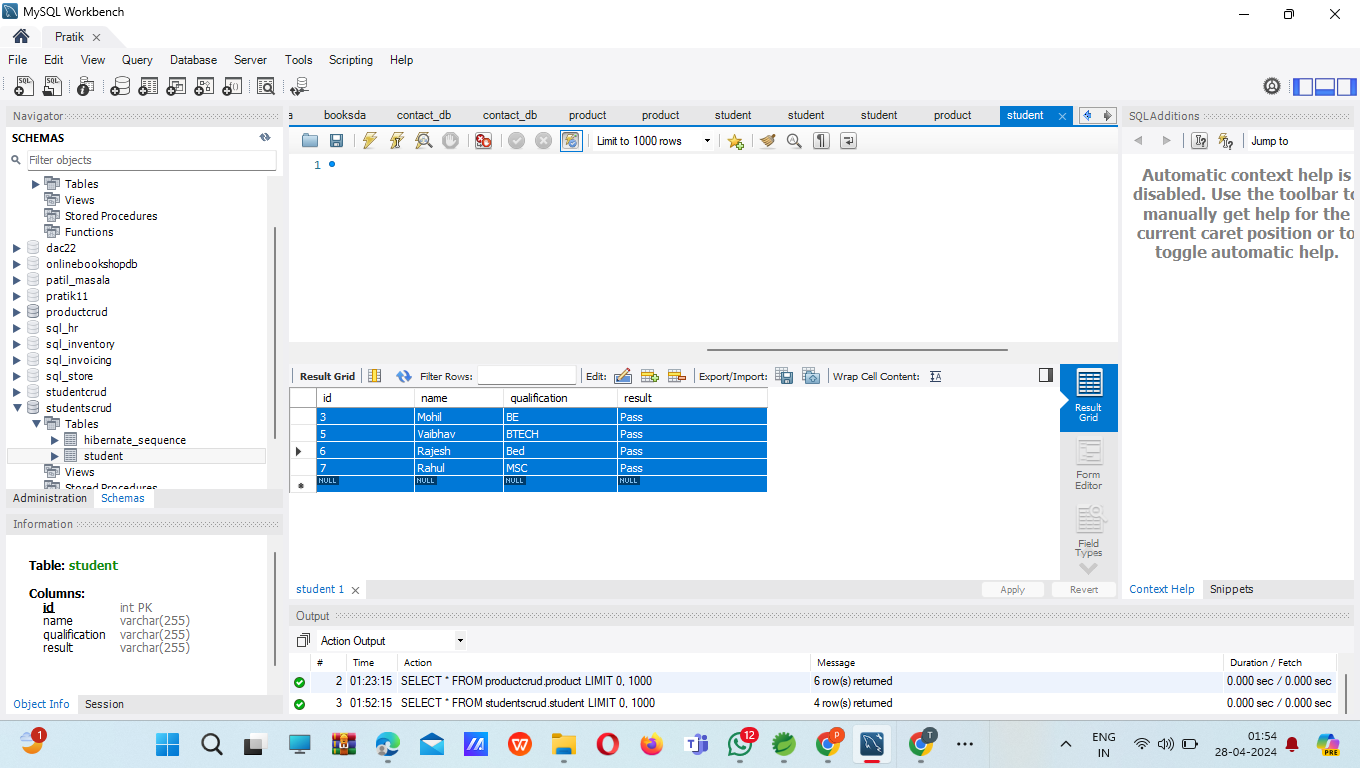 MySQL Workbench
Pratik
File Edit View Query Database Server Tools Scripting Help
Navigator
SCHEMAS
Filter objects
Tables
Views
Stored Procedures
Functions
dac22
onlinebookshopdb
patil_masala
pratik11
productcrud
sql_hr
sql_inventory
sql_invoicing
sql_store
studentcrud
studentscrud
Tables
hibernate_sequence
student
Views
Stored Procedures
Administration Schemas
Information
Table: student
Columns:
id int PK
name varchar(255)
qualification varchar(255)
result varchar(255)
Object Info Session
a booksda contact_db contact_db product product student student student product student
Limit to 1000 rows
1
Result Grid Filter Rows: Edit: Export/Import: Wrap Cell Content:
id name qualification result
3 Mohil BE Pass
5 Vaibhav BTECH Pass
6 Rajesh Bed Pass
7 Rahul MSC Pass
NULL NULL NULL NULL
Result
Grid
Form
Editor
Field
Types
student 1 Apply Revert
Output
Action Output
# Time Action Message Duration / Fetch
2 01:23:15 SELECT * FROM productcrud.product LIMIT 0, 1000 6 row(s) returned 0.000 sec / 0.000 sec
3 01:52:15 SELECT * FROM studentscrud.student LIMIT 0, 1000 4 row(s) returned 0.000 sec / 0.000 sec
SQLAdditions
Jump to
Automatic context help is
disabled. Use the toolbar to
manually get help for the
current caret position or to
toggle automatic help.
Context Help Snippets
1
12
P
T
ENG
IN
01:54
28-04-2024
PRE